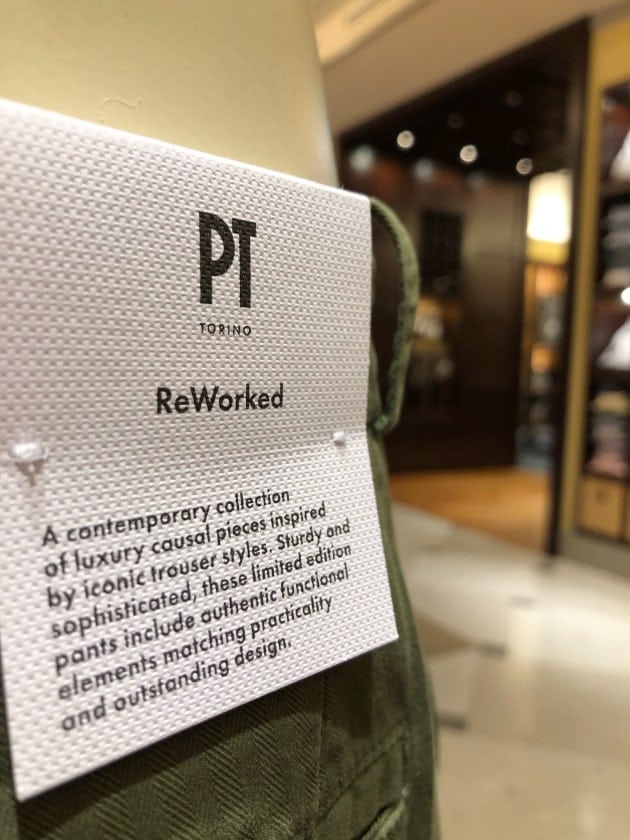 PT
TORINO
ReWorked
A contemporary collection
of luxury causal pieces inspired
by iconic trouser styles. Sturdy and
sophisticated, these limited edition
pants include authentic functional
elements matching practicality
and outstanding design.